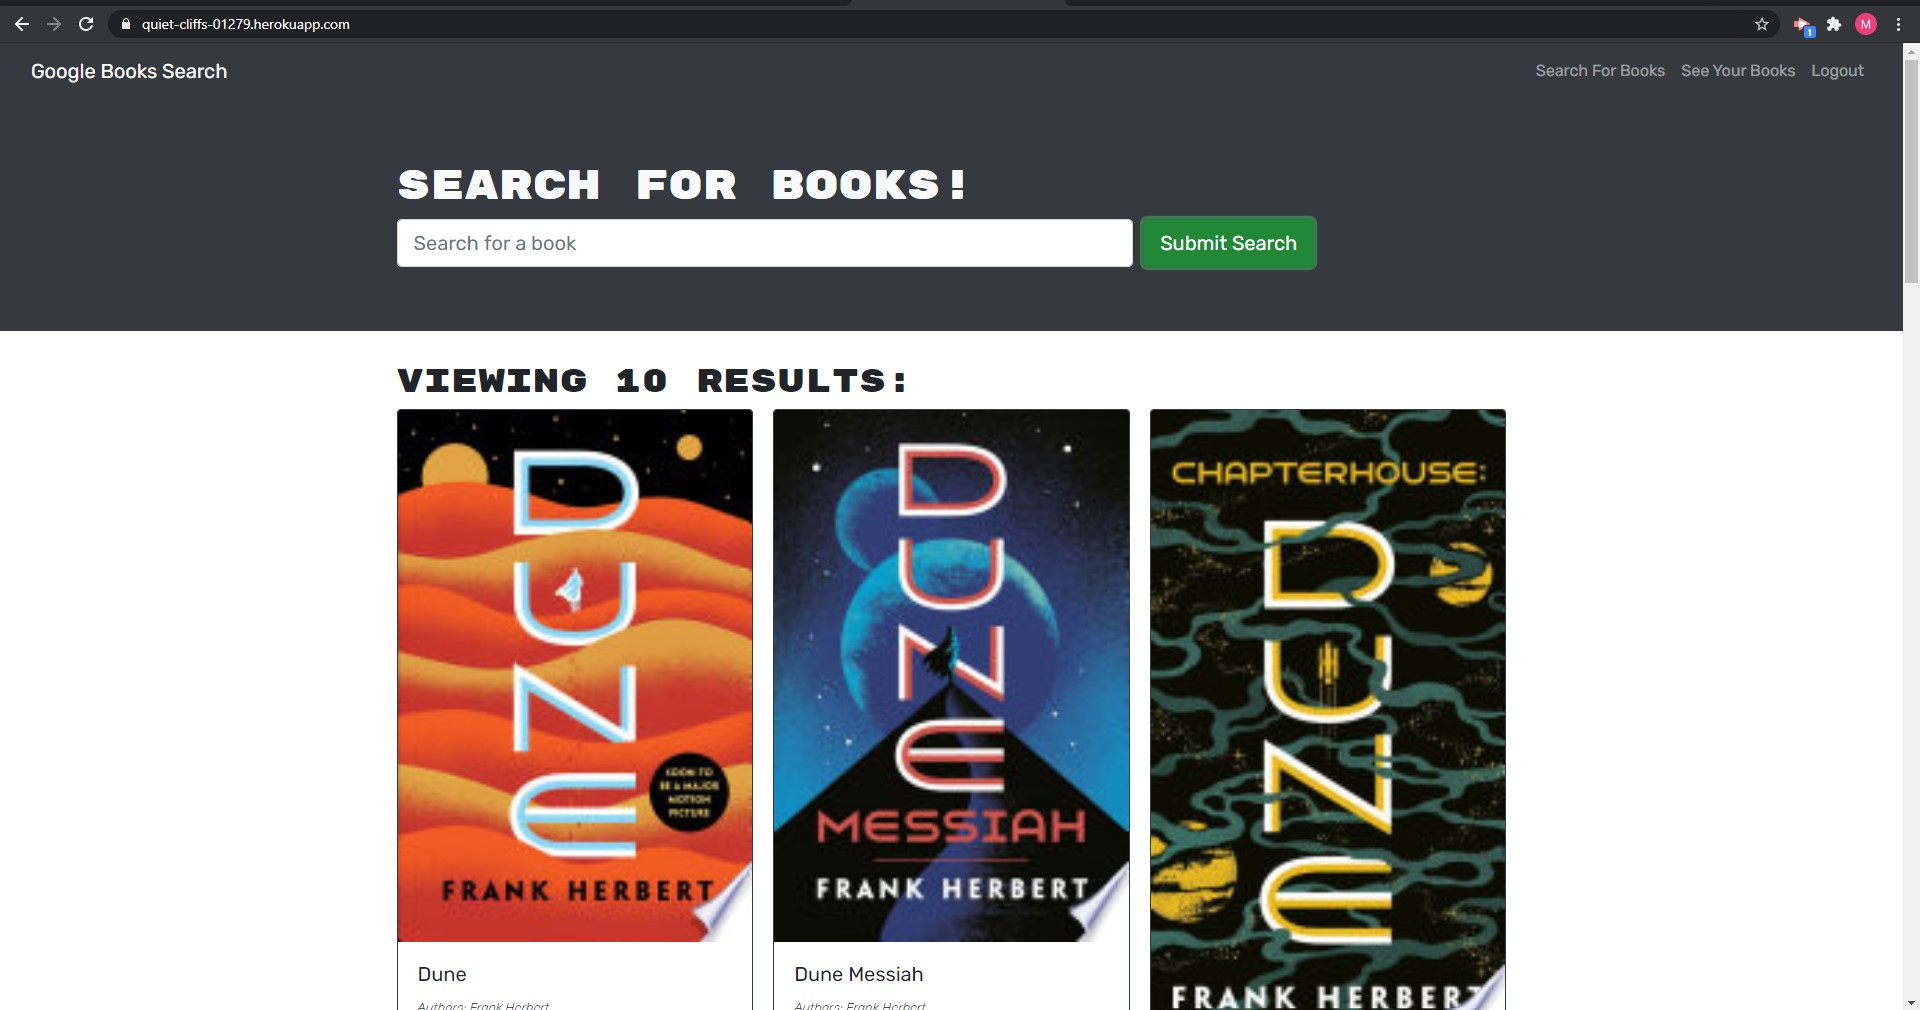 quiet-cliffs-01279.herokuapp.com
1
M
Google Books Search
Search For Books
See Your Books
Logout
SEARCH FOR BOOKS!
Search for a book
Submit Search
VIEWING 10 RESULTS:
DUNE
SOON TO
BE A MAJOR
MOTION
PICTURE
FRANK HERBERT
Dune
Authors: Frank Herbert
DUNE
MESSIAH
FRANK HERBERT
Dune Messiah
Authors: Frank Herbert
CHAPTERHOUSE:
DUNE
FRANK HERBERT